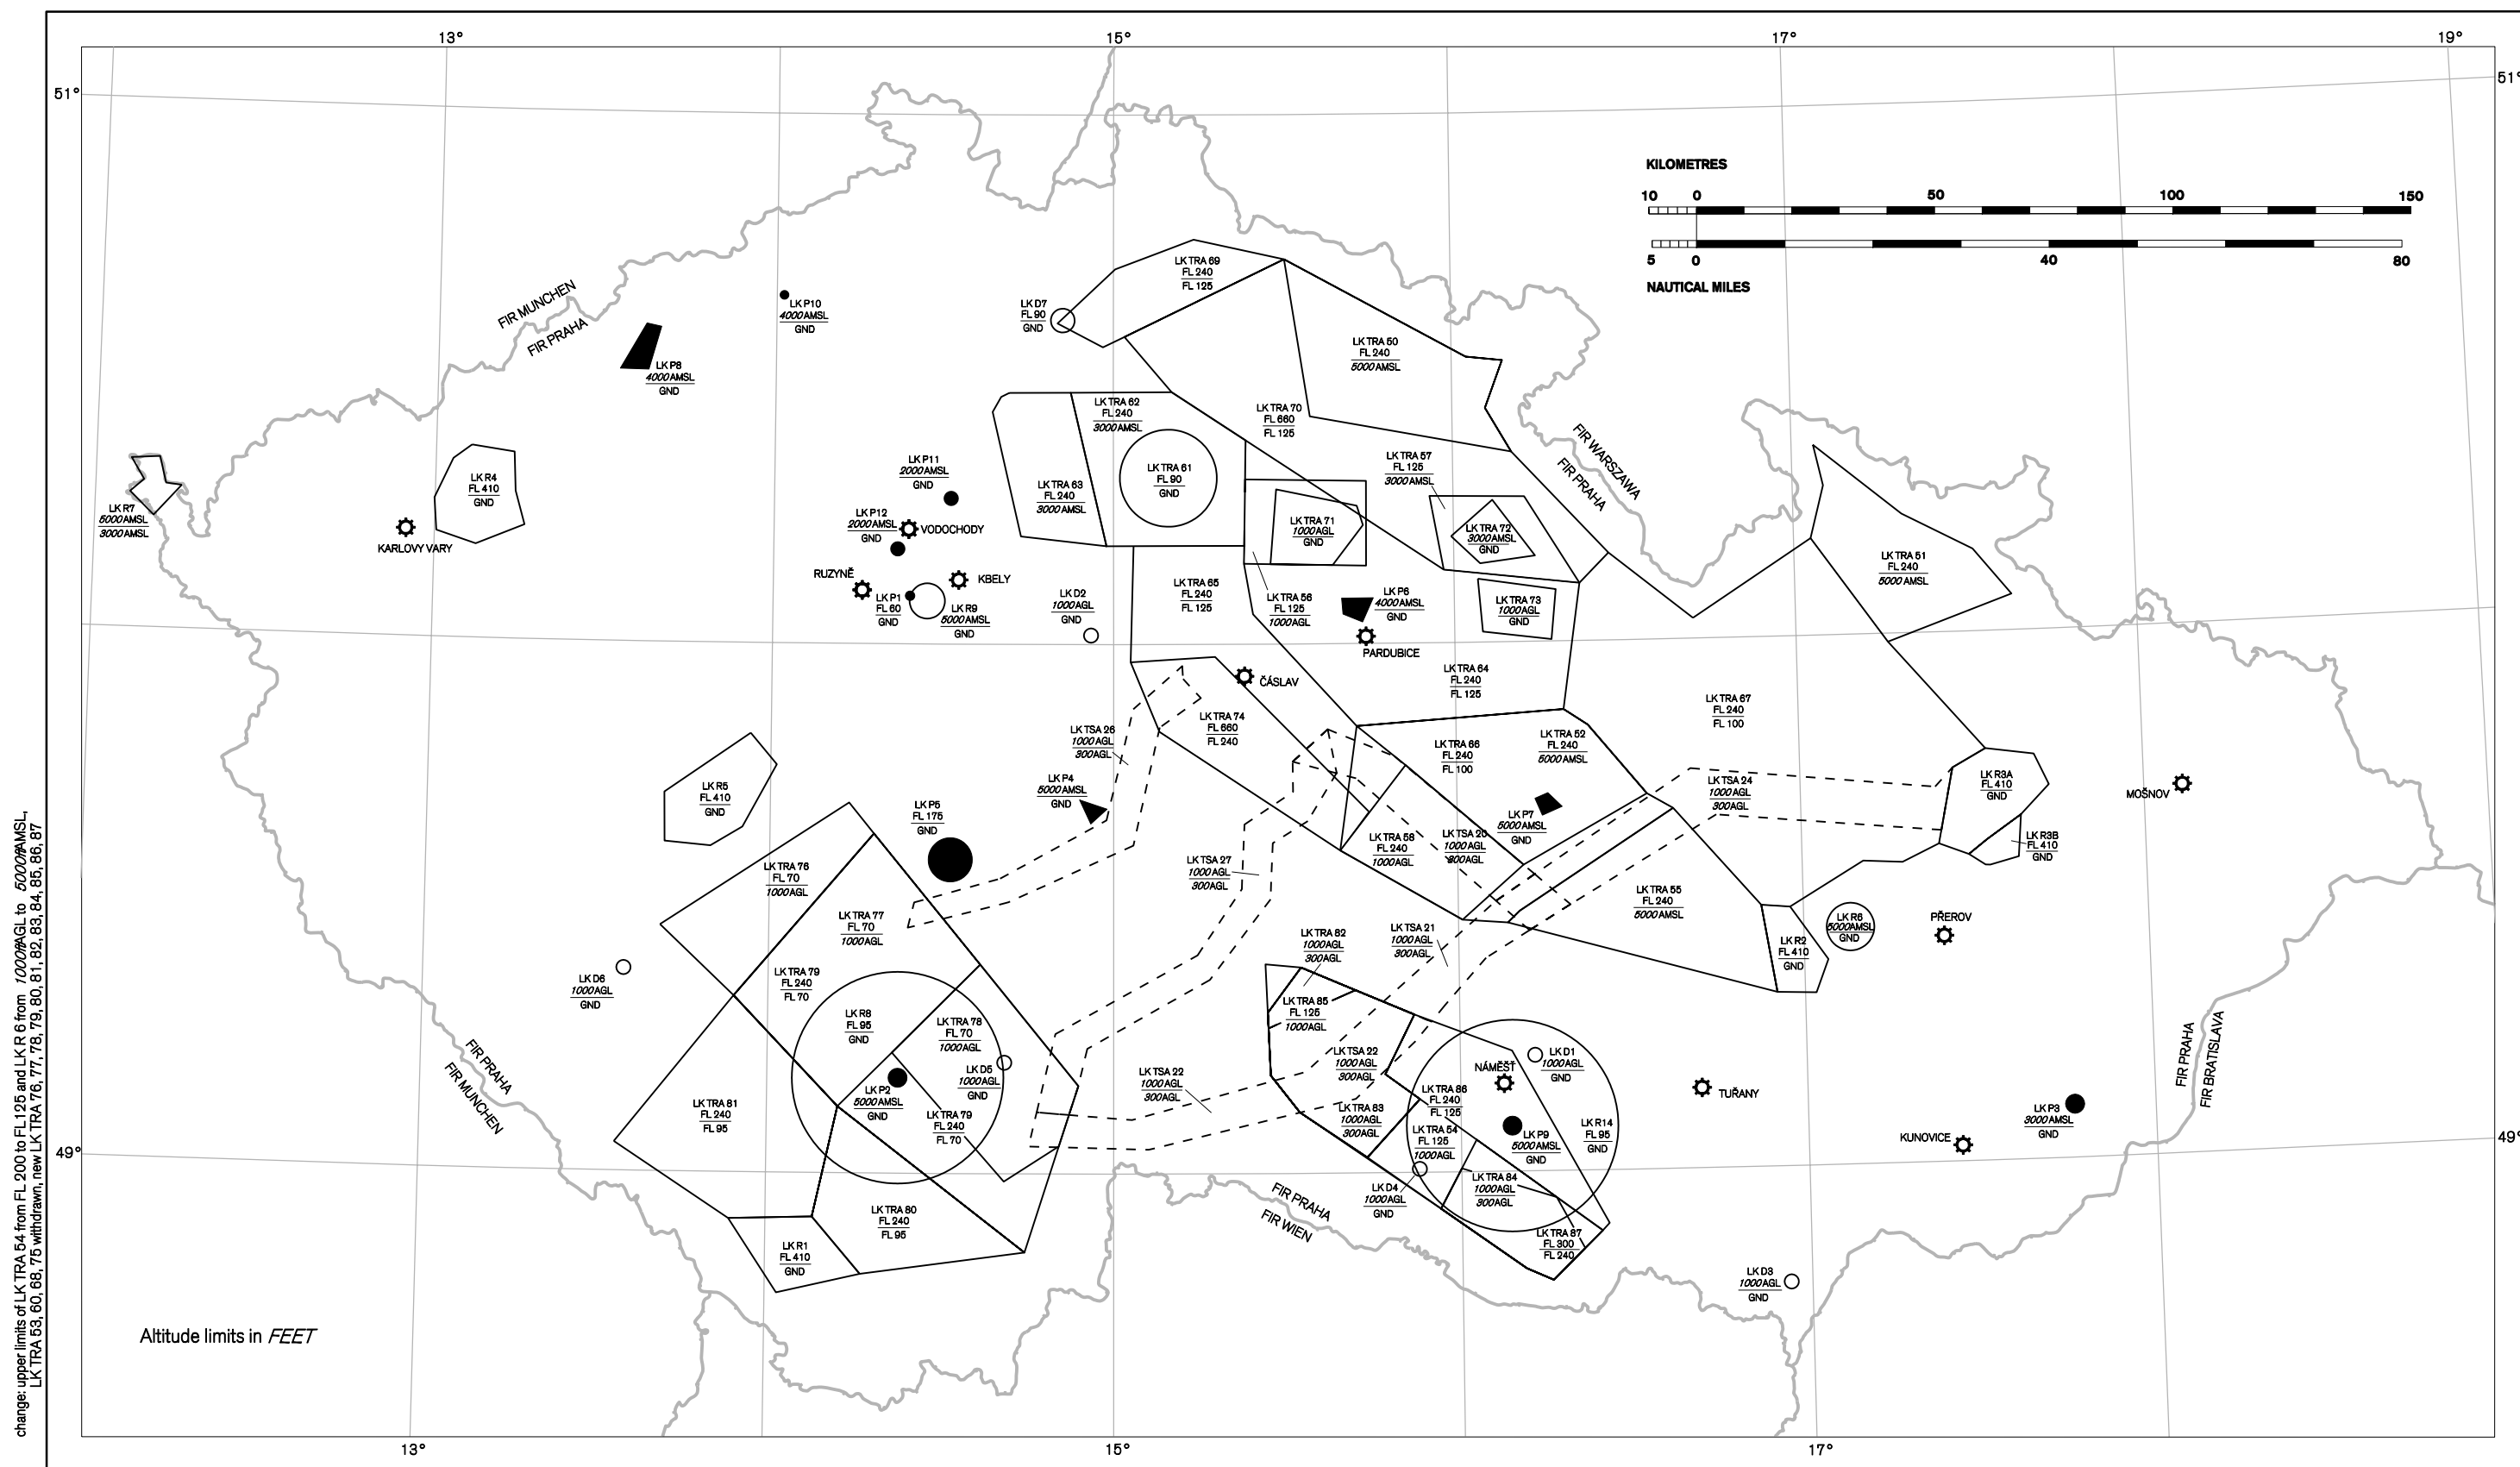 13°
15°
17°
19°
51°
51°
KILOMETRES
10 0 50 100 150
5 0 40 80
NAUTICAL MILES
FIR MUNCHEN
FIR PRAHA
LK P10
4000 AMSL
GND
LK P8
4000 AMSL
GND
LK D7
FL 90
GND
LK TRA 69
FL 240
FL 125
LK TRA 50
FL 240
5000 AMSL
LK TRA 70
FL 660
FL 125
LK TRA 62
FL 240
3000 AMSL
LK TRA 61
FL 90
GND
LK TRA 63
FL 240
3000 AMSL
LK TRA 57
FL 125
3000 AMSL
FIR WARSZAWA
FIR PRAHA
LK R4
FL 410
GND
LK R7
5000 AMSL
3000 AMSL
KARLOVY VARY
LK P11
2000 AMSL
GND
LK P12
2000 AMSL
GND
VODOCHODY
RUZYNĚ
KBELY
LK P1
FL 60
GND
LK R9
5000 AMSL
GND
LK D2
1000 AGL
GND
LK TRA 65
FL 240
FL 125
LK TRA 71
1000 AGL
GND
LK TRA 72
3000 AMSL
GND
LK TRA 56
FL 125
1000 AGL
LK P6
4000 AMSL
GND
PARDUBICE
LK TRA 73
1000 AGL
GND
LK TRA 51
FL 240
5000 AMSL
ČÁSLAV
LK TRA 64
FL 240
FL 125
LK TRA 67
FL 240
FL 100
LK TRA 74
FL 660
FL 240
LK TSA 26
1000 AGL
300 AGL
LK TRA 66
FL 240
FL 100
LK TRA 52
FL 240
5000 AMSL
LK TSA 24
1000 AGL
300 AGL
LK R3A
FL 410
GND
MOŠNOV
LK R3B
FL 410
GND
LK R5
FL 410
GND
LK P5
FL 175
GND
LK P4
5000 AMSL
GND
LK P7
5000 AMSL
GND
LK TRA 58
FL 240
1000 AGL
1000 AGL
300 AGL
LK TSA 27
1000 AGL
300 AGL
LK TRA 76
FL 70
1000 AGL
LK TRA 77
FL 70
1000 AGL
LK TRA 55
FL 240
5000 AMSL
LK R6
5000 AMSL
GND
PŘEROV
LK R2
FL 410
GND
LK TRA 82
1000 AGL
300 AGL
LK TSA 21
1000 AGL
300 AGL
LK D6
1000 AGL
GND
LK TRA 79
FL 240
FL 70
LK R8
FL 95
GND
LK TRA 78
FL 70
1000 AGL
LK TRA 85
FL 125
1000 AGL
LK D5
1000 AGL
GND
LK P2
5000 AMSL
GND
LK TRA 79
FL 240
FL 70
LK TSA 22
1000 AGL
300 AGL
LK TSA 22
1000 AGL
300 AGL
NÁMĚŠŤ
LK D1
1000 AGL
GND
LK TRA 86
FL 240
FL 125
TUŘANY
LK TRA 83
1000 AGL
300 AGL
LK TRA 54
FL 125
1000 AGL
LK P9
5000 AMSL
GND
LK R14
FL 95
GND
FIR PRAHA
FIR BRATISLAVA
LK P3
3000 AMSL
GND
KUNOVICE
FIR PRAHA
FIR MUNCHEN
LK TRA 81
FL 240
FL 95
49°
49°
LK D4
1000 AGL
GND
LK TRA 84
1000 AGL
300 AGL
LK TRA 87
FL 300
FL 240
FIR PRAHA
FIR WIEN
LK TRA 80
FL 240
FL 95
LK R1
FL 410
GND
LK D3
1000 AGL
GND
Altitude limits in FEET
13°
15°
17°
change: upper limits of LK TRA 54 from FL 200 to FL125 and LK R 6 from 1000ft AGL to 5000ft AMSL,
LK TRA 53, 60, 68, 75 withdrawn, new LK TRA 76, 77, 78, 79, 80, 81, 82, 83, 84, 85, 86, 87